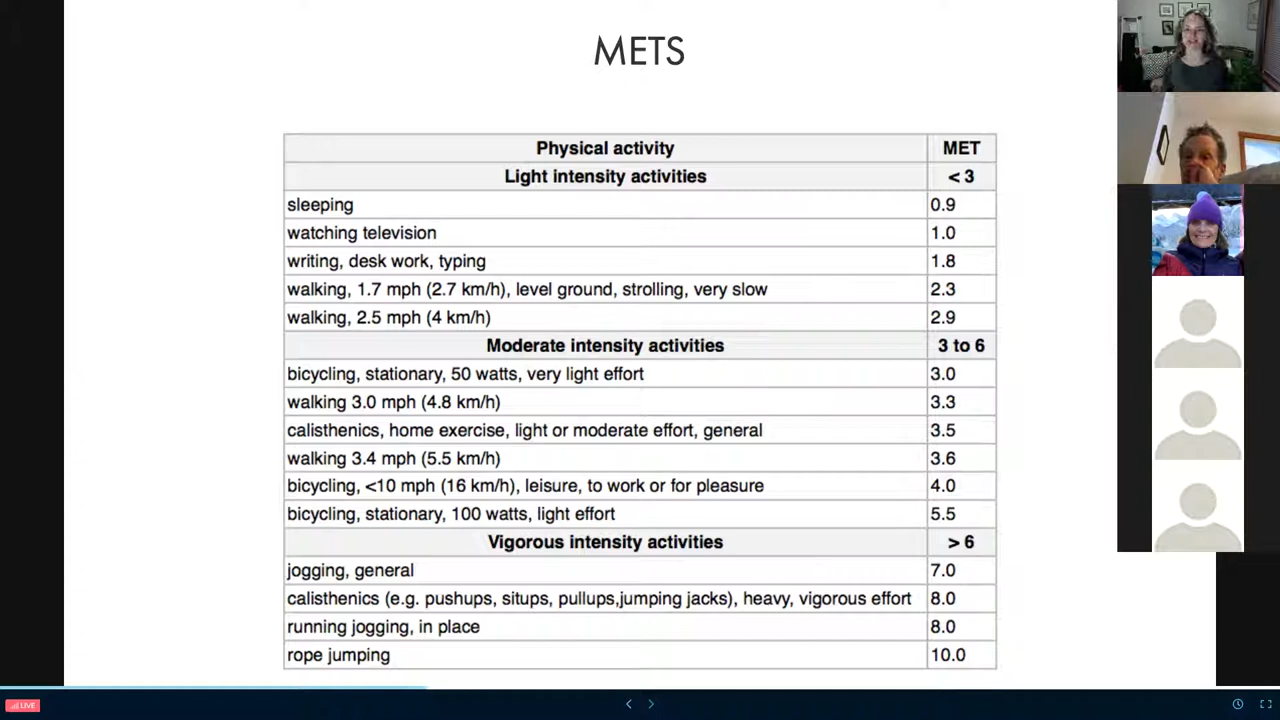 METS
Physical activity MET
Light intensity activities < 3
sleeping 0.9
watching television 1.0
writing, desk work, typing 1.8
walking, 1.7 mph (2.7 km/h), level ground, strolling, very slow 2.3
walking, 2.5 mph (4 km/h) 2.9
Moderate intensity activities 3 to 6
bicycling, stationary, 50 watts, very light effort 3.0
walking 3.0 mph (4.8 km/h) 3.3
calisthenics, home exercise, light or moderate effort, general 3.5
walking 3.4 mph (5.5 km/h) 3.6
bicycling, <10 mph (16 km/h), leisure, to work or for pleasure 4.0
bicycling, stationary, 100 watts, light effort 5.5
Vigorous intensity activities > 6
jogging, general 7.0
calisthenics (e.g. pushups, situps, pullups,jumping jacks), heavy, vigorous effort 8.0
running jogging, in place 8.0
rope jumping 10.0
LIVE